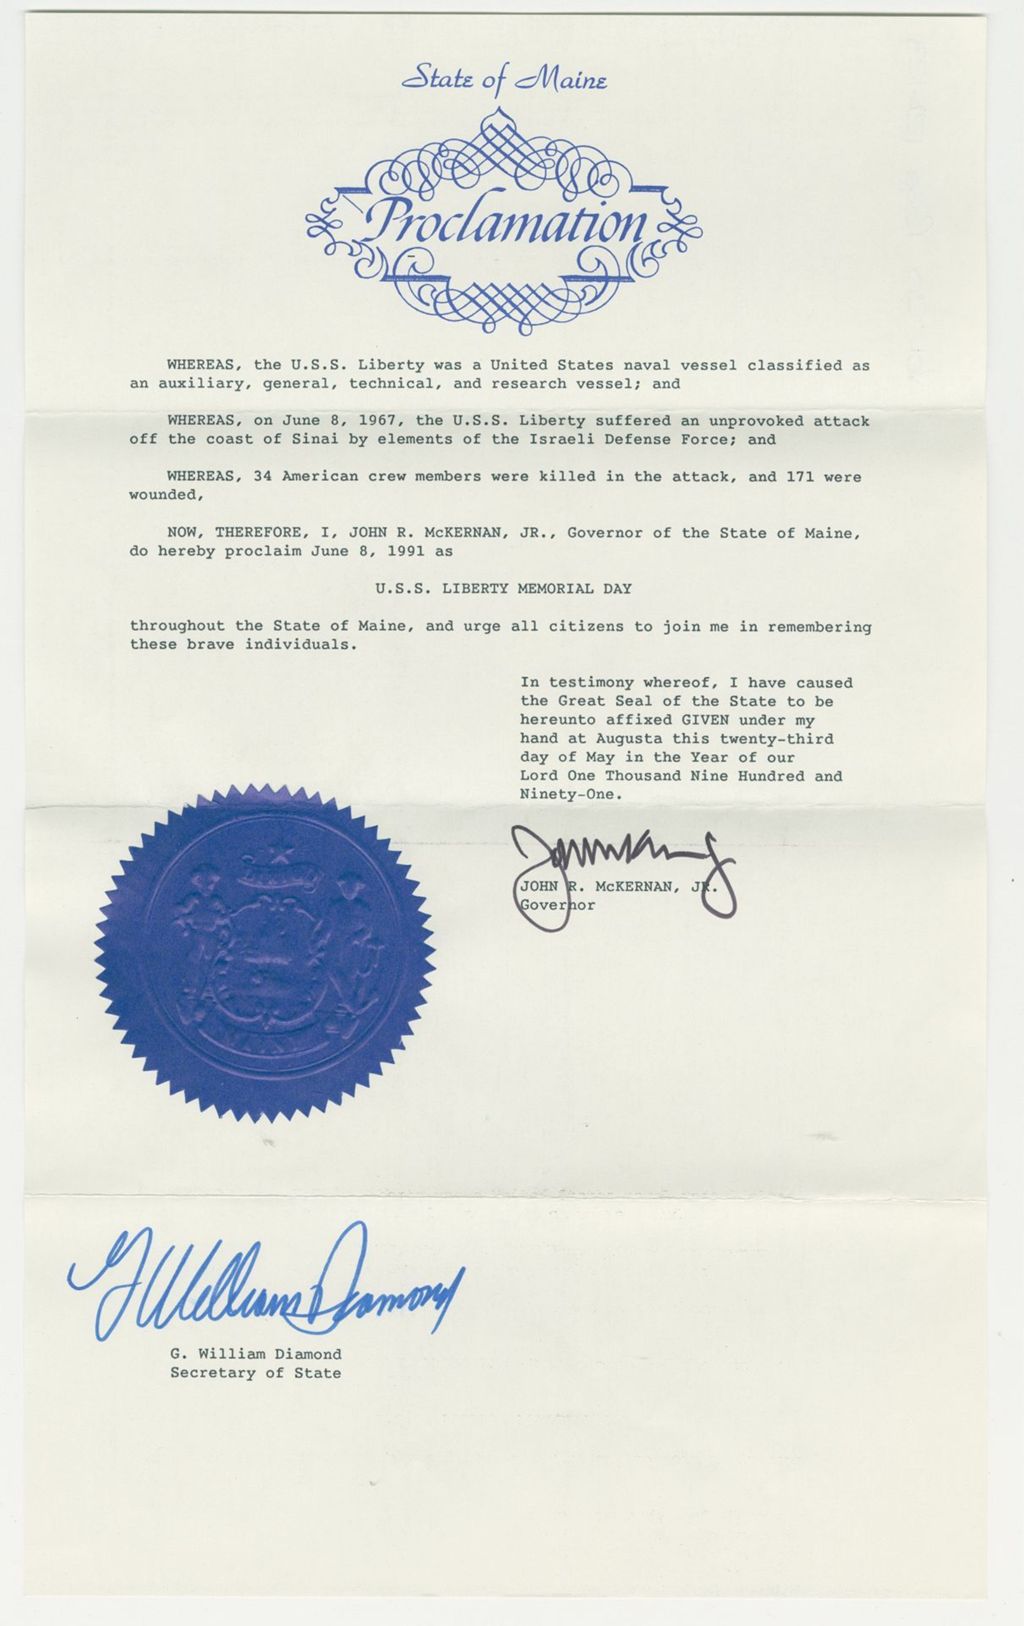 State of Maine
Proclamation
WHEREAS, the U.S.S. Liberty was a United States naval vessel classified as
an auxiliary, general, technical, and research vessel; and
WHEREAS, on June 8, 1967, the U.S.S. Liberty suffered an unprovoked attack
off the coast of Sinai by elements of the Israeli Defense Force; and
WHEREAS, 34 American crew members were killed in the attack, and 171 were
wounded,
NOW, THEREFORE, I, JOHN R. McKERNAN, JR., Governor of the State of Maine,
do hereby proclaim June 8, 1991 as
U.S.S. LIBERTY MEMORIAL DAY
throughout the State of Maine, and urge all citizens to join me in remembering
these brave individuals.
In testimony whereof, I have caused
the Great Seal of the State to be
hereunto affixed GIVEN under my
hand at Augusta this twenty-third
day of May in the Year of our
Lord One Thousand Nine Hundred and
Ninety-One.
JOHN R. McKERNAN, JR.
Governor
G William Diamond
G. William Diamond
Secretary of State